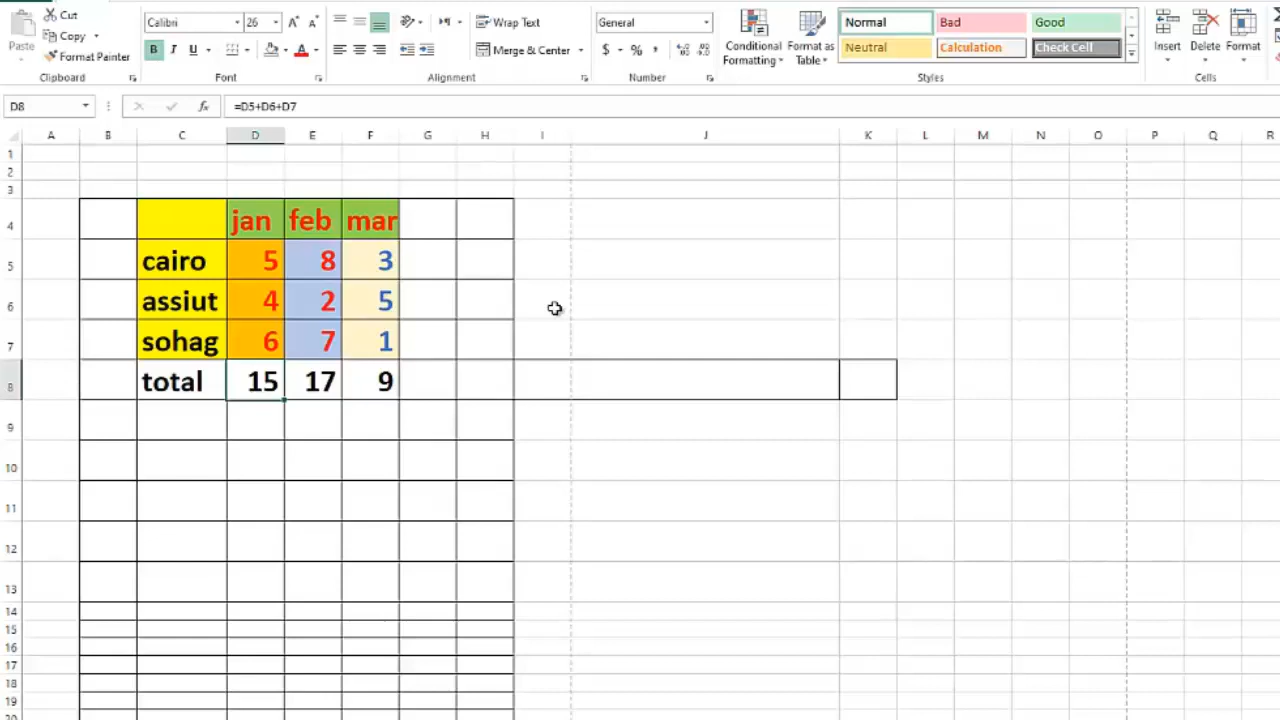 Cut
Calibri 26 A A Wrap Text General Normal Bad Good
Copy
Paste Format Painter B I U A Merge & Center $ % , Conditional Formatting Format as Table Neutral Calculation Check Cell Insert Delete Format
Clipboard Font Alignment Number Styles Cells
D8 fx =D5+D6+D7
A B C D E F G H I J K L M N O P Q R
1
2
3
4 jan feb mar
5 cairo 5 8 3
6 assiut 4 2 5
7 sohag 6 7 1
8 total 15 17 9
9
10
11
12
13
14
15
16
17
18
19
20